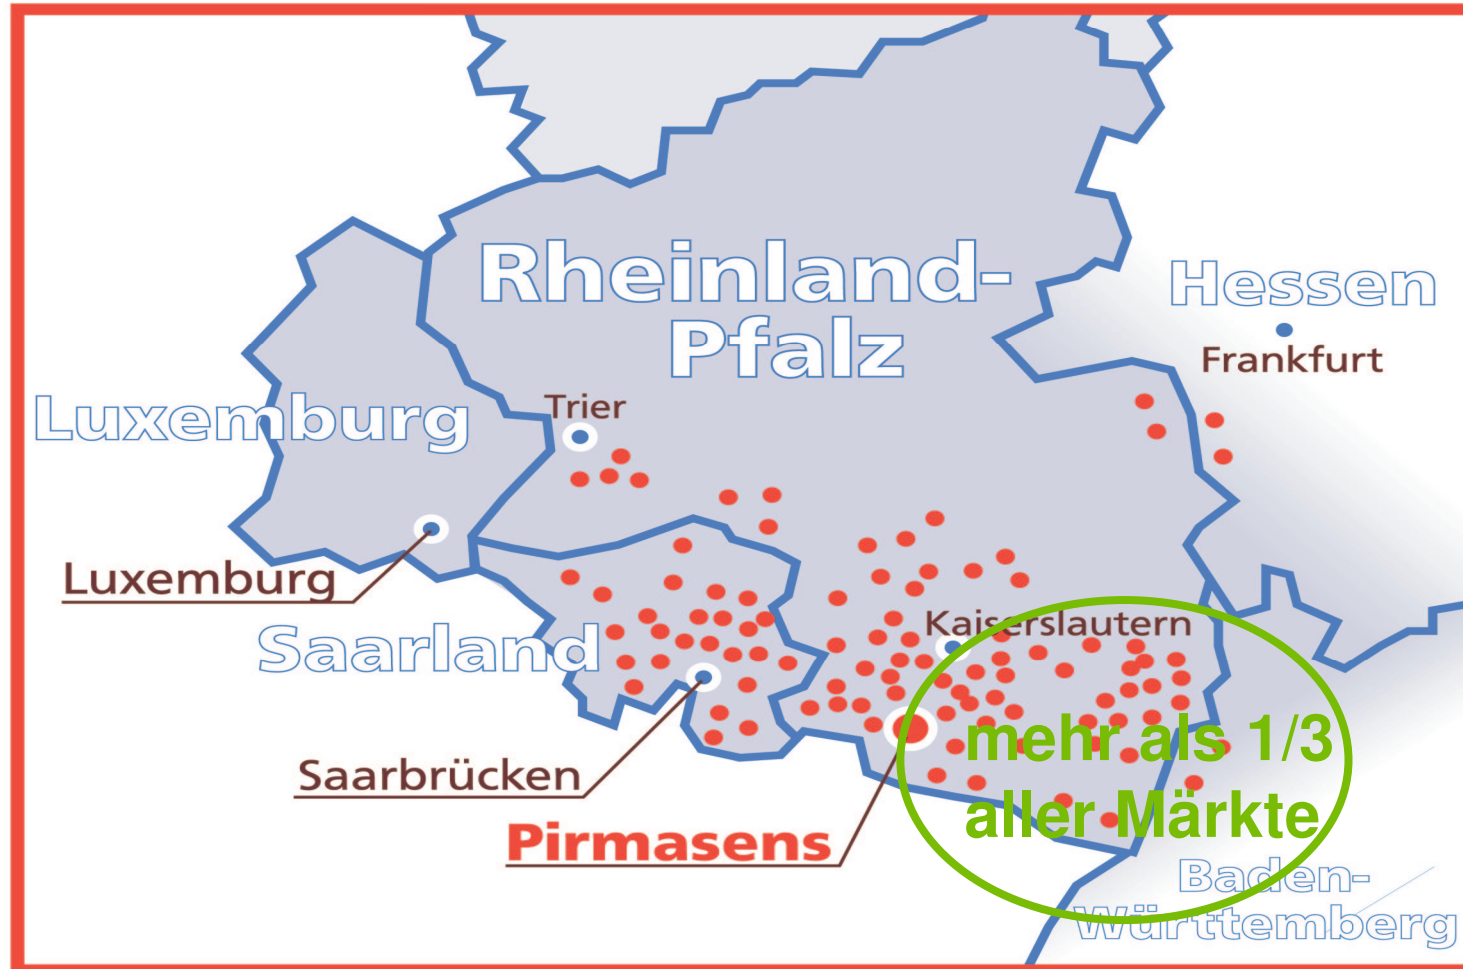 Rheinland-
Pfalz
Hessen
Frankfurt
Luxemburg
Trier
Luxemburg
Saarland
Kaiserslautern
Saarbrücken
mehr als 1/3
aller Märkte
Pirmasens
Baden-
Württemberg